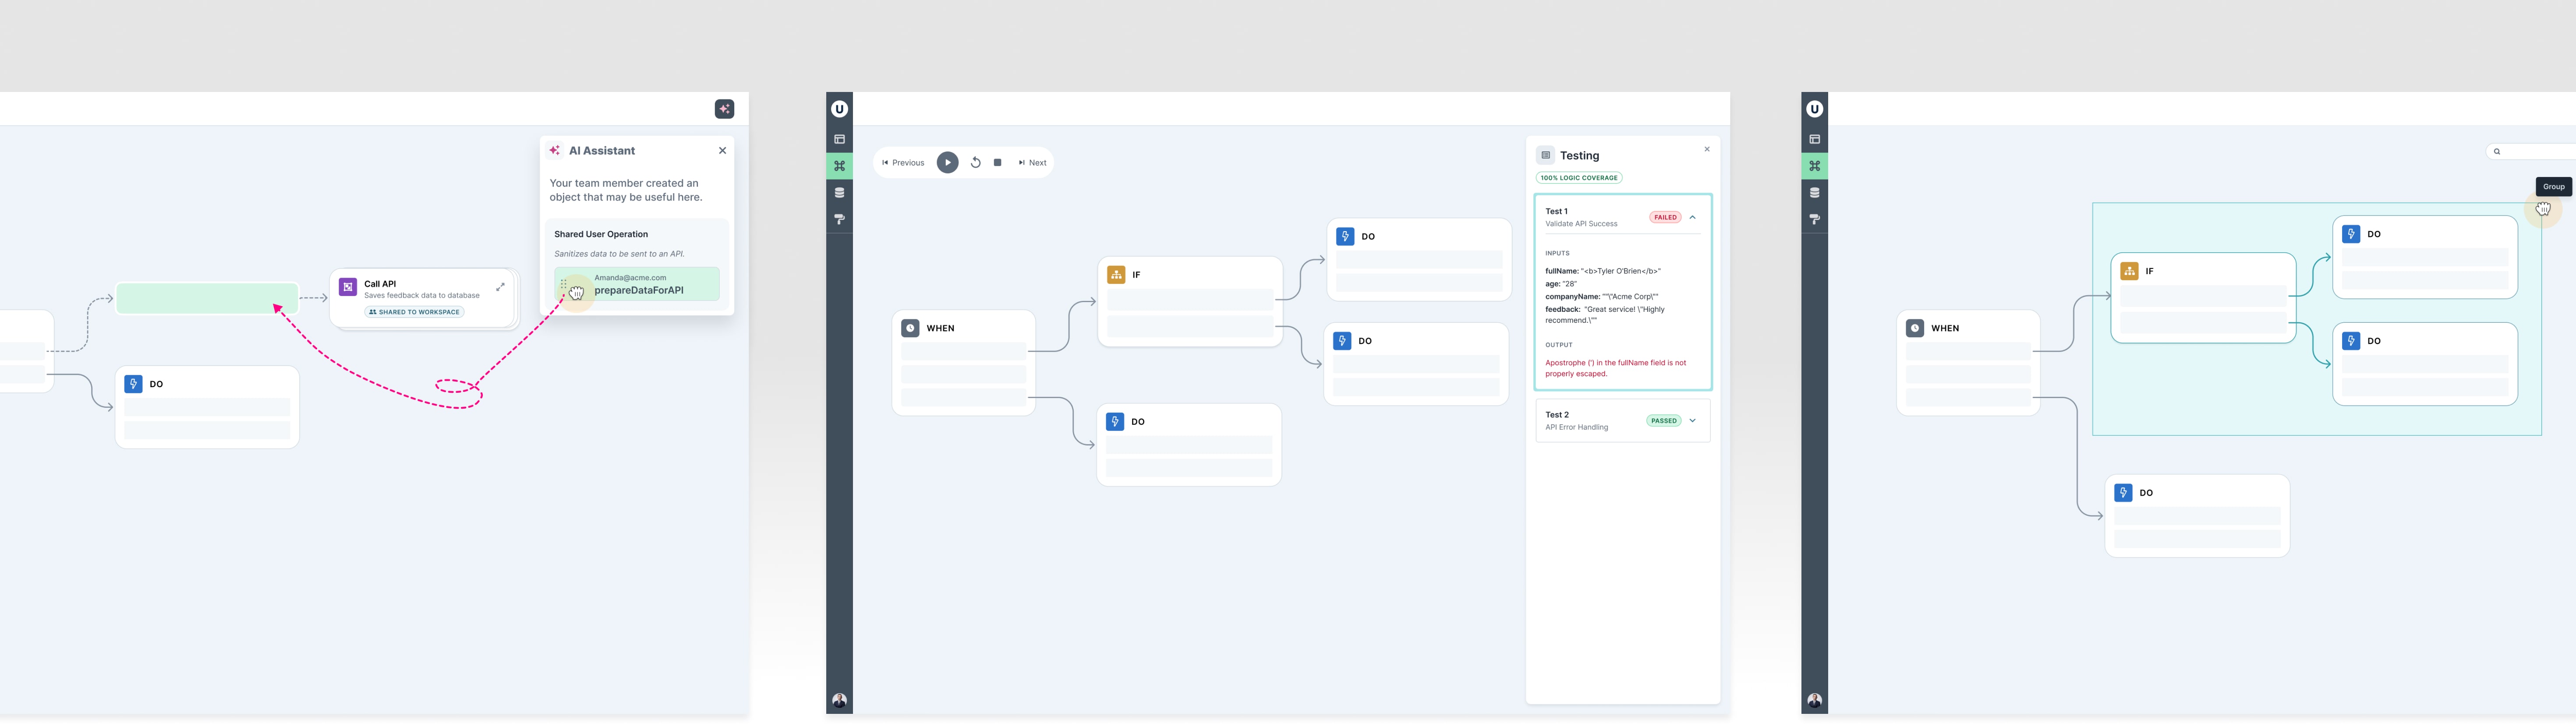 AI Assistant
Your team member created an
object that may be useful here.
Shared User Operation
Sanitizes data to be sent to an API.
Amanda@acme.com
prepareDataForAPI
Call API
Saves feedback data to database
SHARED TO WORKSPACE
DO
U
Previous
Next
WHEN
IF
DO
DO
DO
Testing
100% LOGIC COVERAGE
Test 1
Validate API Success
FAILED
INPUTS
fullName: "<b>Tyler O'Brien</b>"
age: "28"
companyName: ""\"Acme Corp\""
feedback: "Great service! \"Highly
recommend.\""
OUTPUT
Apostrophe (') in the fullName field is not
properly escaped.
Test 2
API Error Handling
PASSED
U
Group
WHEN
IF
DO
DO
DO